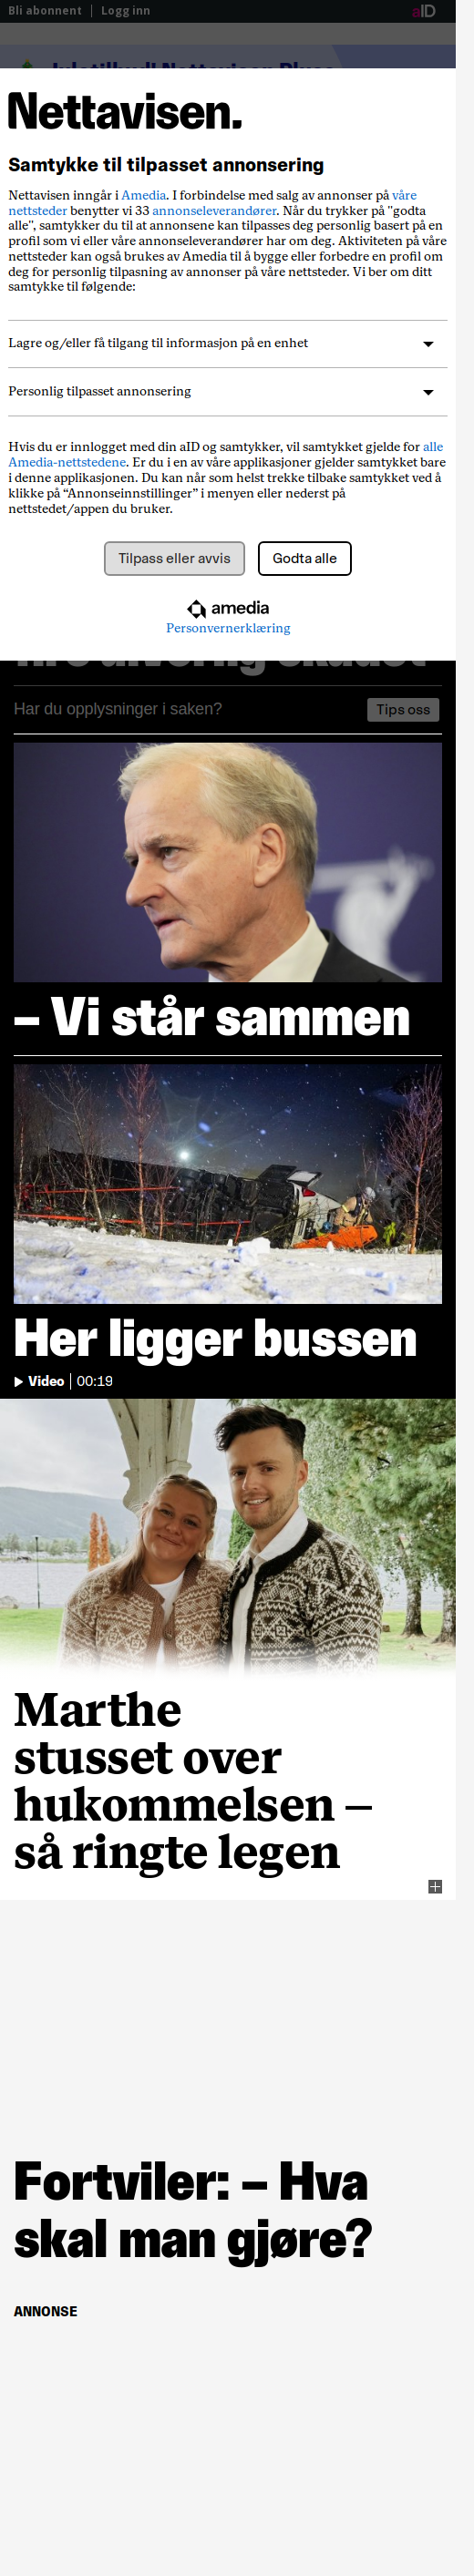 Bli abonnent | Logg inn
aID
Juletilbud! Nettavisen Pluss
Nettavisen.
Samtykke til tilpasset annonsering
Nettavisen inngår i Amedia. I forbindelse med salg av annonser på våre
nettsteder benytter vi 33 annonseleverandører. Når du trykker på "godta
alle", samtykker du til at annonsene kan tilpasses deg personlig basert på en
profil som vi eller våre annonseleverandører har om deg. Aktiviteten på våre
nettsteder kan også brukes av Amedia til å bygge eller forbedre en profil om
deg for personlig tilpasning av annonser på våre nettsteder. Vi ber om ditt
samtykke til følgende:
Lagre og/eller få tilgang til informasjon på en enhet
Personlig tilpasset annonsering
Hvis du er innlogget med din aID og samtykker, vil samtykket gjelde for alle
Amedia-nettstedene. Er du i en av våre applikasjoner gjelder samtykket bare
i denne applikasjonen. Du kan når som helst trekke tilbake samtykket ved å
klikke på “Annonseinnstillinger” i menyen eller nederst på
nettstedet/appen du bruker.
Tilpass eller avvis
Godta alle
amedia
Personvernerklæring
fire alvorlig skadet
Har du opplysninger i saken?
Tips oss
– Vi står sammen
Her ligger bussen
Video | 00:19
Marthe
stusset over
hukommelsen –
så ringte legen
Fortviler: – Hva
skal man gjøre?
ANNONSE